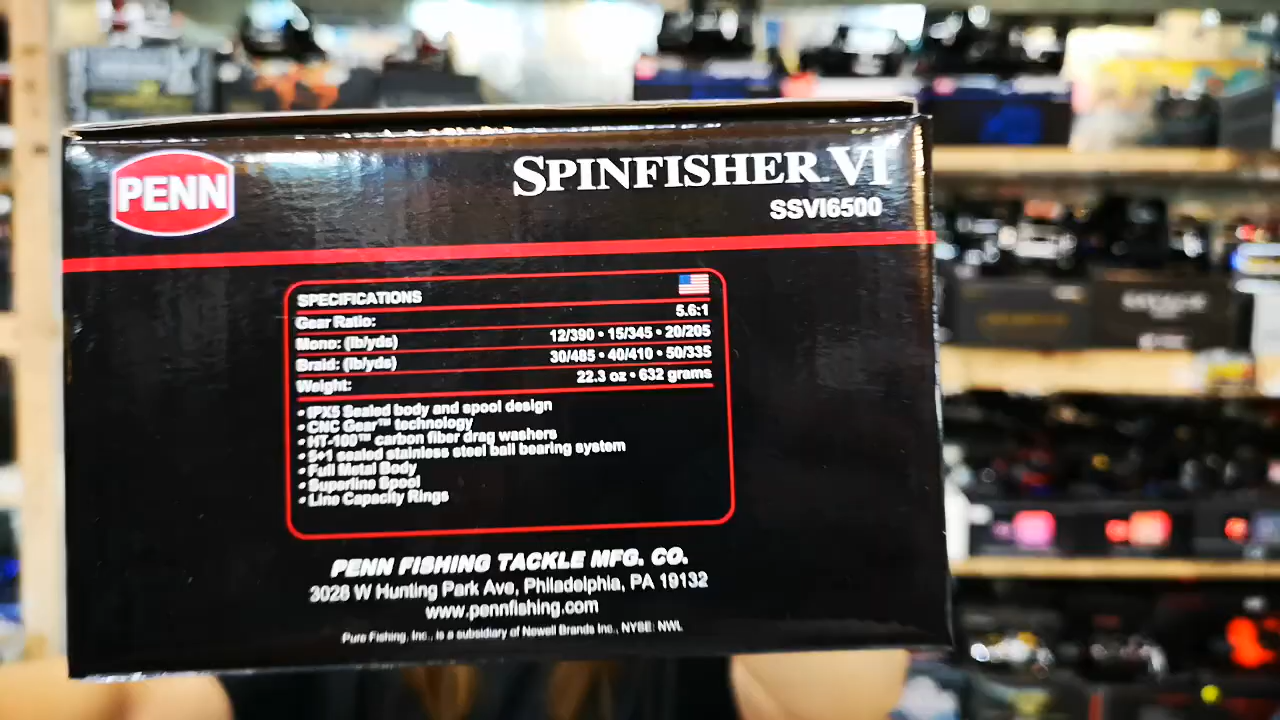 PENN
SPINFISHER VI
SSVI6500
SPECIFICATIONS
Gear Ratio: 5.6:1
Mono: (lb/yds) 12/390 • 15/345 • 20/205
Braid: (lb/yds) 30/485 • 40/410 • 50/335
Weight: 22.3 oz • 632 grams
• IPX5 Sealed body and spool design
• CNC Gear™ technology
• HT-100™ carbon fiber drag washers
• 5+1 sealed stainless steel ball bearing system
• Full Metal Body
• Superline Spool
• Line Capacity Rings
PENN FISHING TACKLE MFG. CO.
3028 W Hunting Park Ave, Philadelphia, PA 19132
www.pennfishing.com
Pure Fishing, Inc., is a subsidiary of Newell Brands Inc., NYSE: NWL